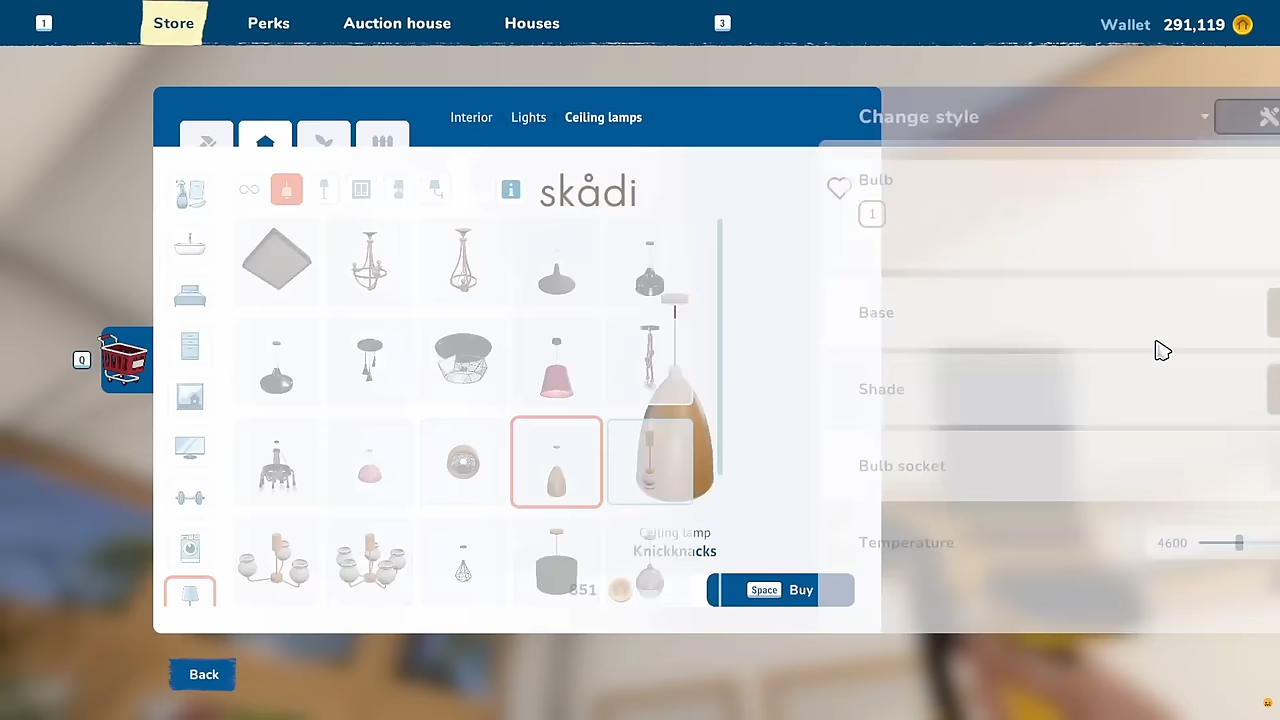 1 Store Perks Auction house Houses 3 Wallet 291,119
Interior Lights Ceiling lamps
Change style
skådi
i
Bulb
1
Base
Q
Shade
Bulb socket
Ceiling lamp
Knickknacks
Temperature 4600
851
Space Buy
Back